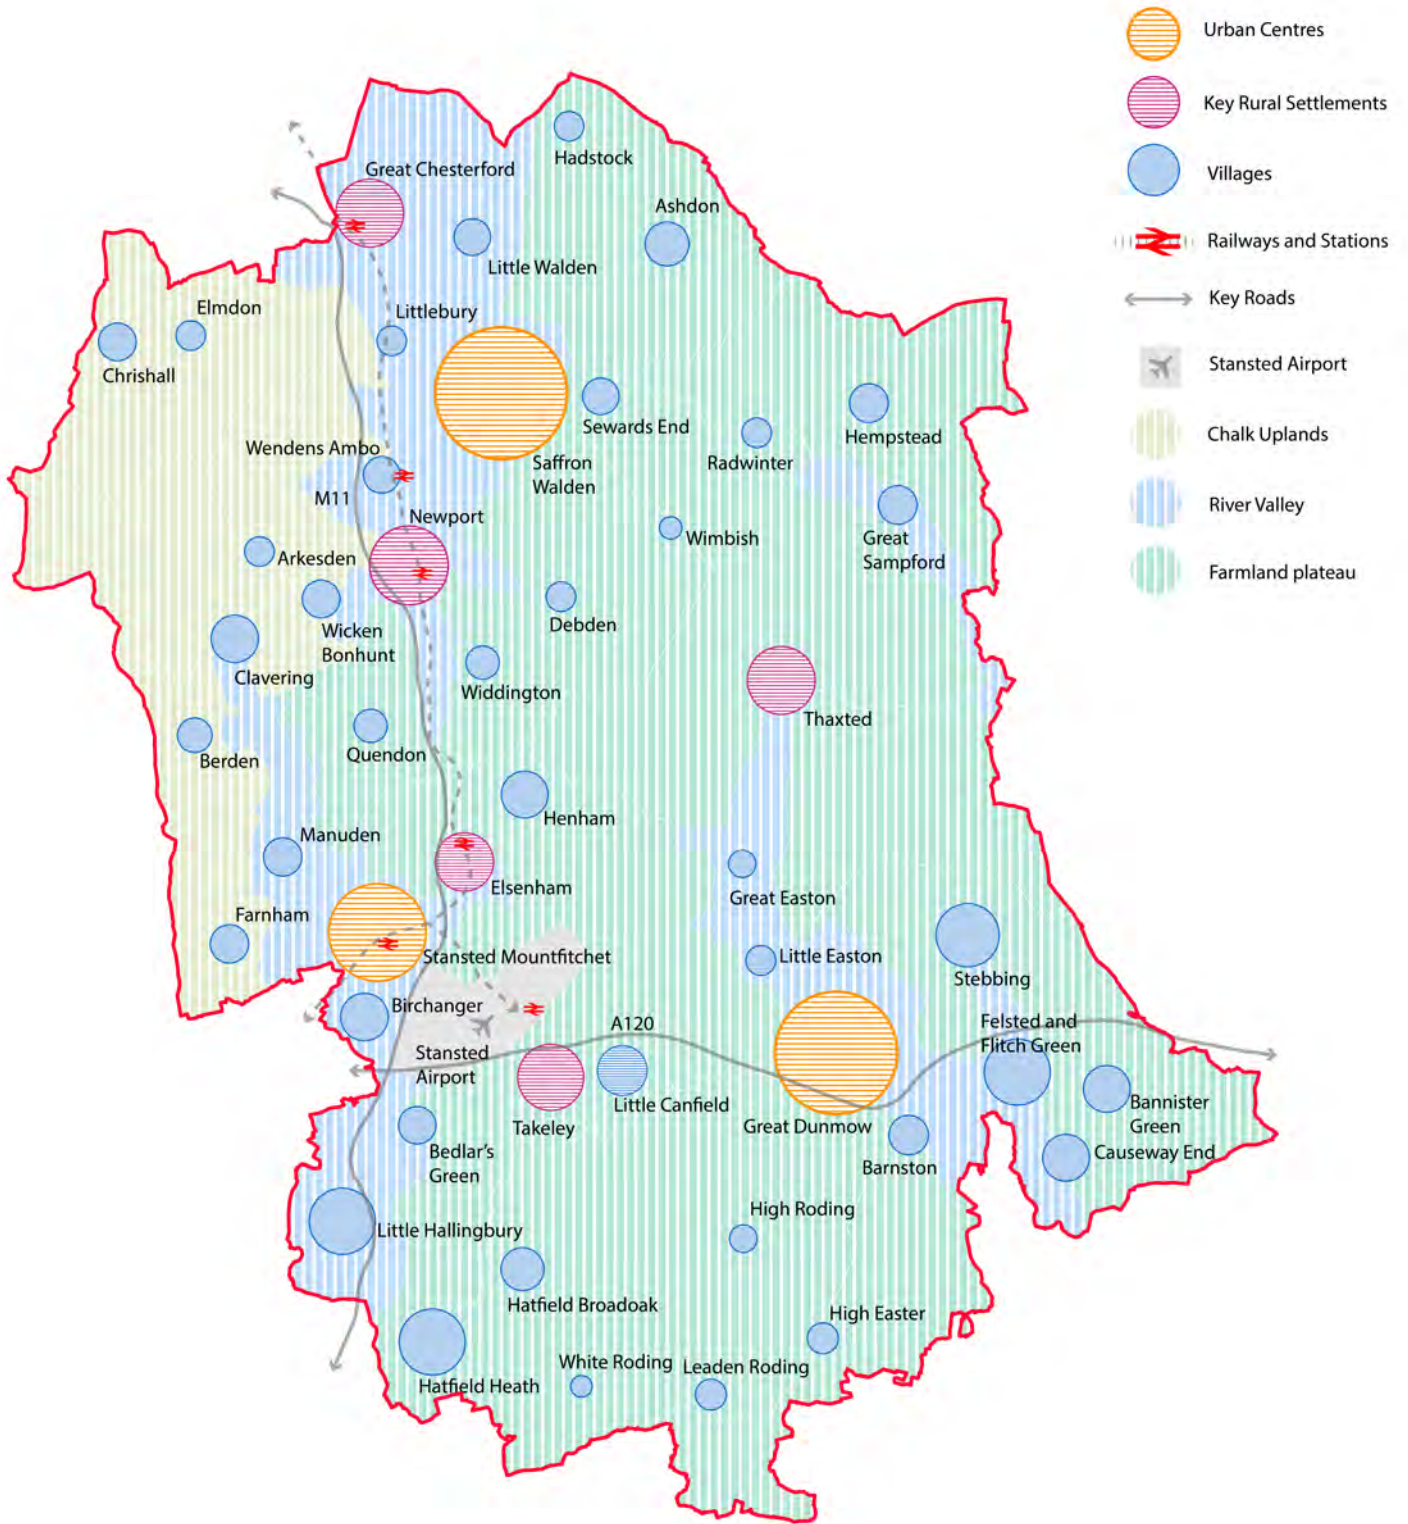 Urban Centres
Key Rural Settlements
Villages
Railways and Stations
Key Roads
Stansted Airport
Chalk Uplands
River Valley
Farmland plateau
Hadstock
Great Chesterford
Ashdon
Little Walden
Elmdon
Littlebury
Chrishall
Sewards End
Hempstead
Wendens Ambo
Radwinter
Saffron
Walden
M11
Newport
Wimbish
Great
Sampford
Arkesden
Debden
Wicken
Bonhunt
Clavering
Widdington
Thaxted
Quendon
Berden
Henham
Manuden
Elsenham
Great Easton
Farnham
Stansted Mountfitchet
Little Easton
Stebbing
Birchanger
A120
Felsted and
Flitch Green
Stansted
Airport
Little Canfield
Bannister
Green
Takeley
Great Dunmow
Bedlar's
Green
Causeway End
Barnston
High Roding
Little Hallingbury
Hatfield Broadoak
High Easter
White Roding
Leaden Roding
Hatfield Heath